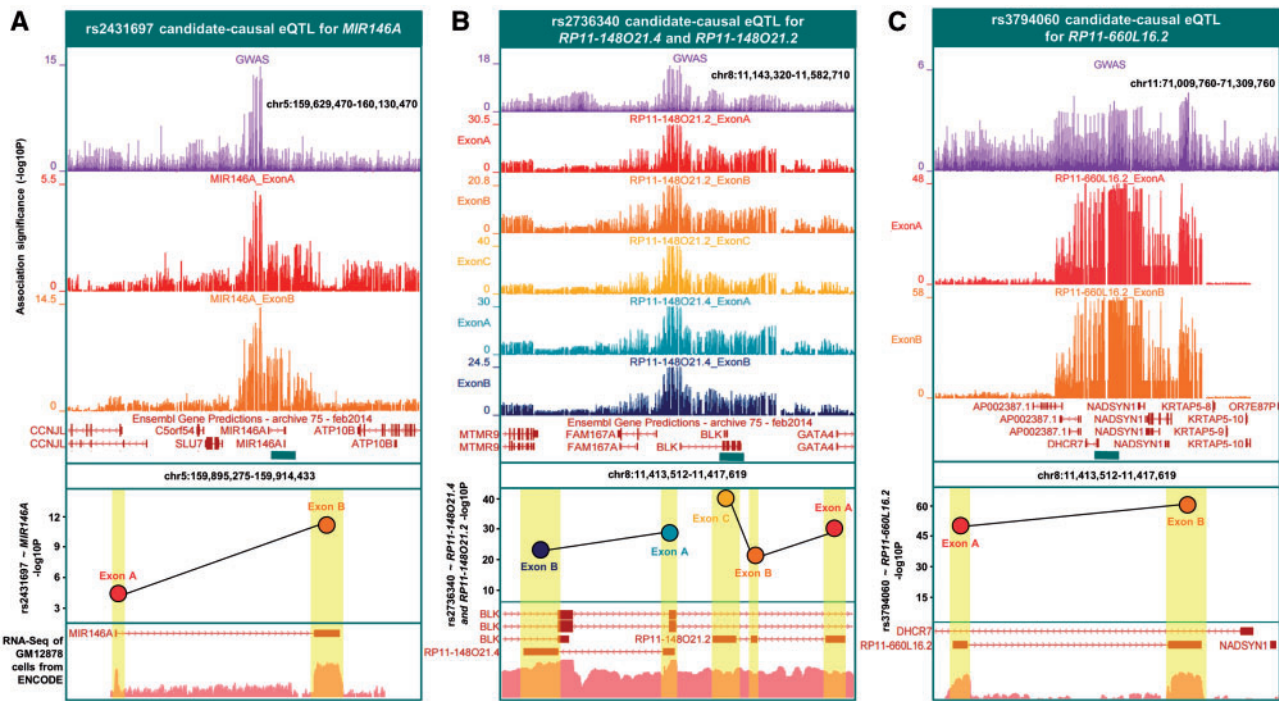 A
rs2431697 candidate-causal eQTL for MIR146A
Association significance (-log10P)
15
GWAS
chr5:159,629,470-160,130,470
0
5.5
MIR146A_ExonA
0
14.5
MIR146A_ExonB
0
Ensembl Gene Predictions - archive 75 - feb2014
CCNJL C5orf54 MIR146A ATP10B
CCNJL SLU7 MIR146A ATP10B
chr5:159,895,275-159,914,433
rs2431697 ~ MIR146A
-log10P
12
9
6
3
Exon A
Exon B
MIR146A
RNA-Seq of
GM12878
cells from
ENCODE
B
rs2736340 candidate-causal eQTL for
RP11-148O21.4 and RP11-148O21.2
18
GWAS
chr8:11,143,320-11,582,710
0
30.5
RP11-148O21.2_ExonA
ExonA
0
20.8
RP11-148O21.2_ExonB
ExonB
0
40
RP11-148O21.2_ExonC
ExonC
0
30
RP11-148O21.4_ExonA
ExonA
0
24.5
RP11-148O21.4_ExonB
ExonB
0
Ensembl Gene Predictions - archive 75 - feb2014
MTMR9 FAM167A BLK GATA4
MTMR9 FAM167A BLK GATA4
chr8:11,413,512-11,417,619
rs2736340 ~ RP11-148O21.4
and RP11-148O21.2 -log10P
40
30
20
10
Exon B
Exon A
Exon C
Exon B
Exon A
BLK
BLK
BLK RP11-148O21.2
RP11-148O21.4
C
rs3794060 candidate-causal eQTL
for RP11-660L16.2
6
GWAS
chr11:71,009,760-71,309,760
0
48
RP11-660L16.2_ExonA
ExonA
0
58
RP11-660L16.2_ExonB
ExonB
0
AP002387.1 NADSYN1 KRTAP5-8 OR7E87P
AP002387.1 NADSYN1 KRTAP5-10
AP002387.1 NADSYN1 KRTAP5-9
DHCR7 NADSYN1 KRTAP5-10
chr8:11,413,512-11,417,619
rs3794060 ~ RP11-660L16.2
-log10P
60
45
30
15
Exon A
Exon B
DHCR7
RP11-660L16.2
NADSYN1